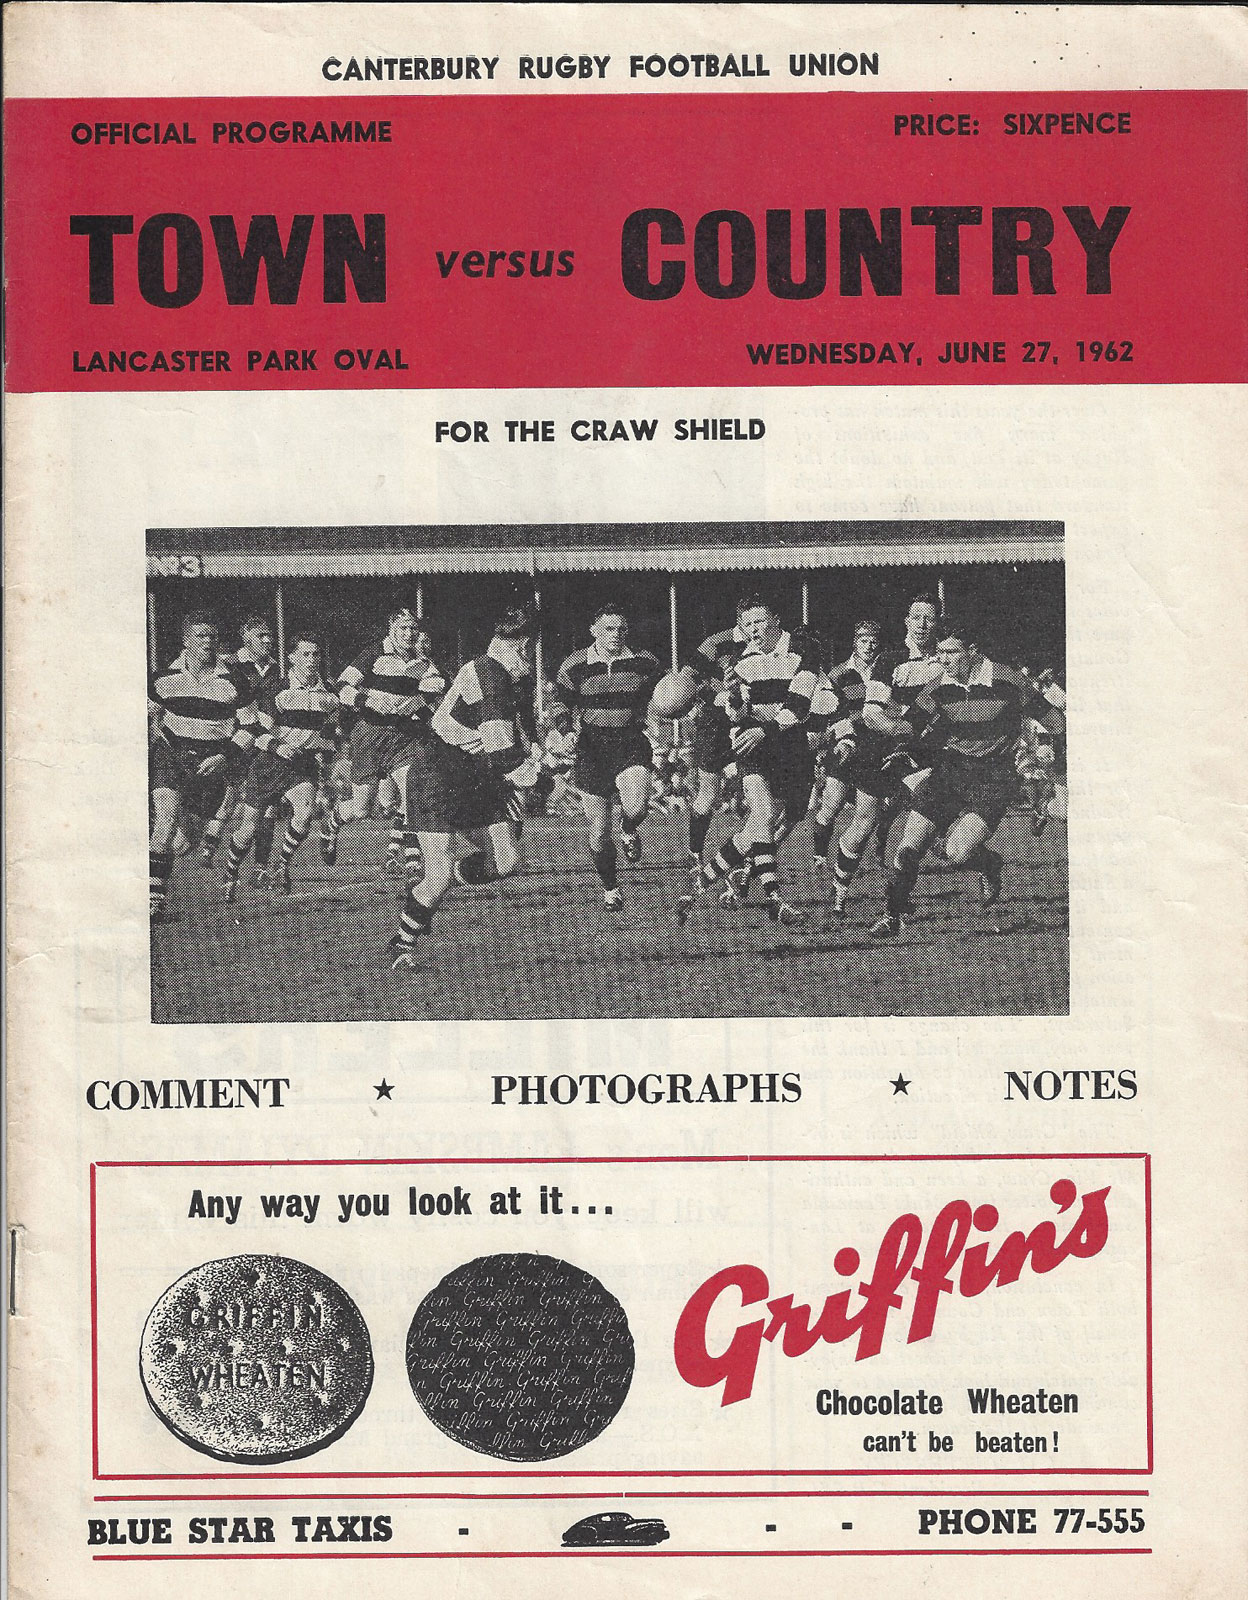 CANTERBURY RUGBY FOOTBALL UNION
OFFICIAL PROGRAMME
PRICE: SIXPENCE
TOWN versus COUNTRY
LANCASTER PARK OVAL
WEDNESDAY, JUNE 27, 1962
FOR THE CRAW SHIELD
No3
COMMENT ★ PHOTOGRAPHS ★ NOTES
Any way you look at it...
GRIFFIN
WHEATEN
Griffin's
Chocolate Wheaten
can't be beaten!
BLUE STAR TAXIS - - - PHONE 77-555